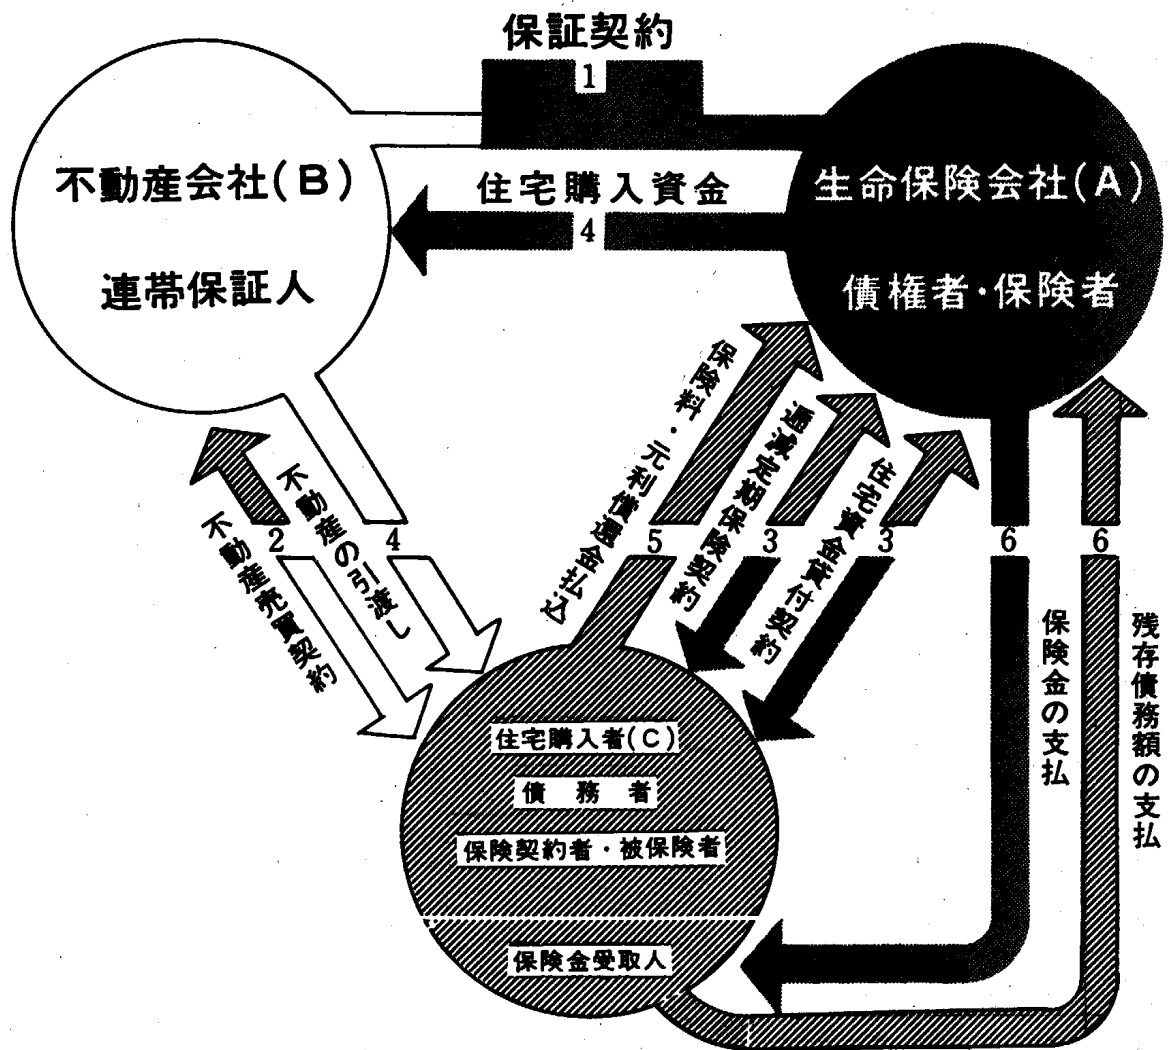 保証契約
1
不動産会社(B)
連帯保証人
生命保険会社(A)
債権者・保険者
住宅購入資金
4
不動産売買契約
2
不動産の引渡し
4
保険料・元利償還金払込
5
逓減定期保険契約
3
住宅資金貸付契約
3
6
保険金の支払
6
残存債務額の支払
住宅購入者(C)
債務者
保険契約者・被保険者
保険金受取人